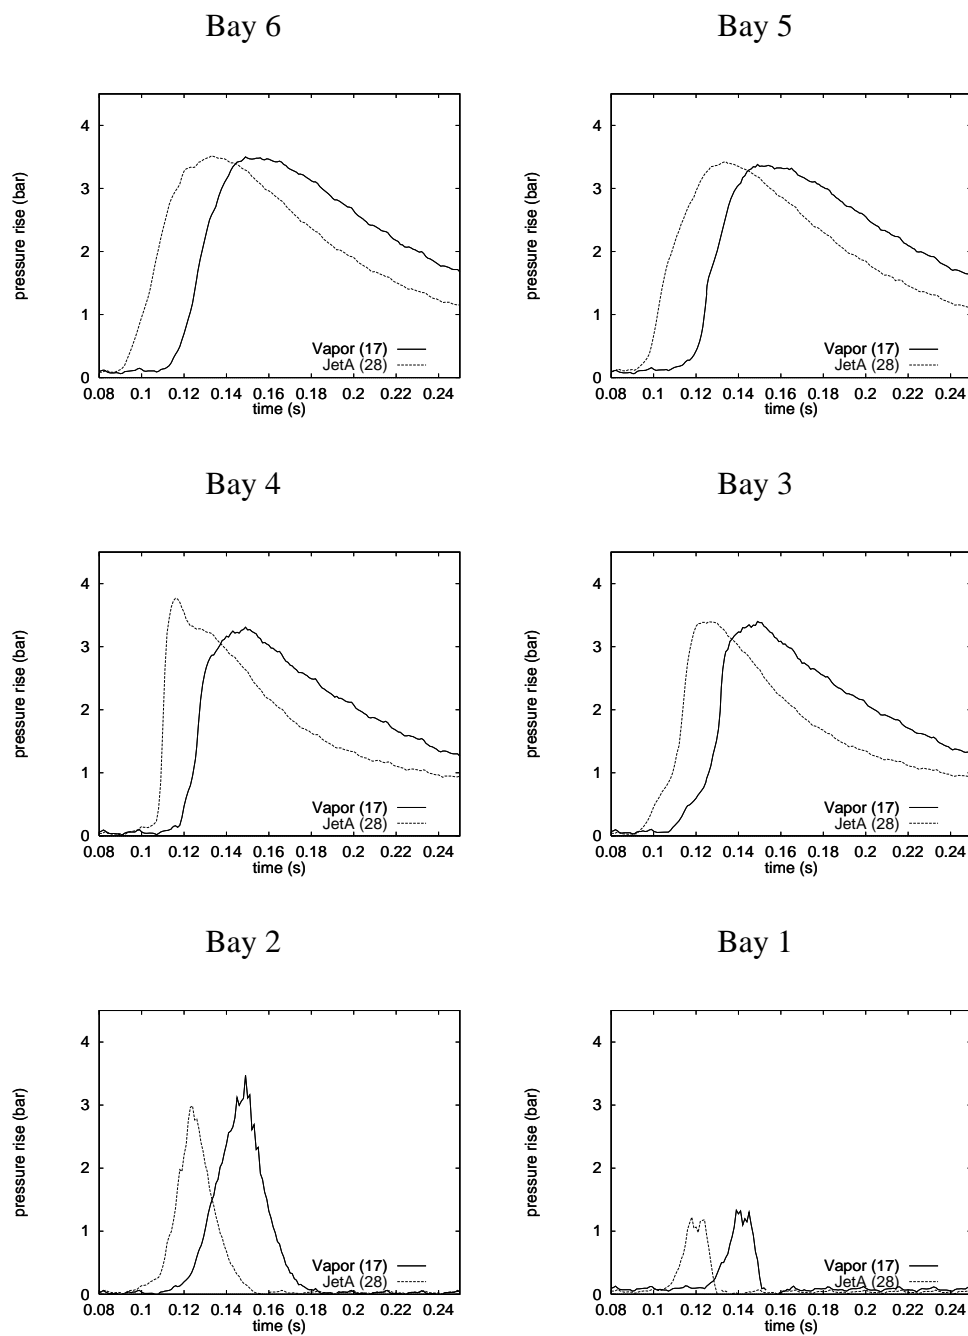 Bay 6
pressure rise (bar)
4
3
2
1
0
Vapor (17)
JetA (28)
0.08 0.1 0.12 0.14 0.16 0.18 0.2 0.22 0.24
time (s)
Bay 5
pressure rise (bar)
4
3
2
1
0
Vapor (17)
JetA (28)
0.08 0.1 0.12 0.14 0.16 0.18 0.2 0.22 0.24
time (s)
Bay 4
pressure rise (bar)
4
3
2
1
0
Vapor (17)
JetA (28)
0.08 0.1 0.12 0.14 0.16 0.18 0.2 0.22 0.24
time (s)
Bay 3
pressure rise (bar)
4
3
2
1
0
Vapor (17)
JetA (28)
0.08 0.1 0.12 0.14 0.16 0.18 0.2 0.22 0.24
time (s)
Bay 2
pressure rise (bar)
4
3
2
1
0
Vapor (17)
JetA (28)
0.08 0.1 0.12 0.14 0.16 0.18 0.2 0.22 0.24
time (s)
Bay 1
pressure rise (bar)
4
3
2
1
0
Vapor (17)
JetA (28)
0.08 0.1 0.12 0.14 0.16 0.18 0.2 0.22 0.24
time (s)